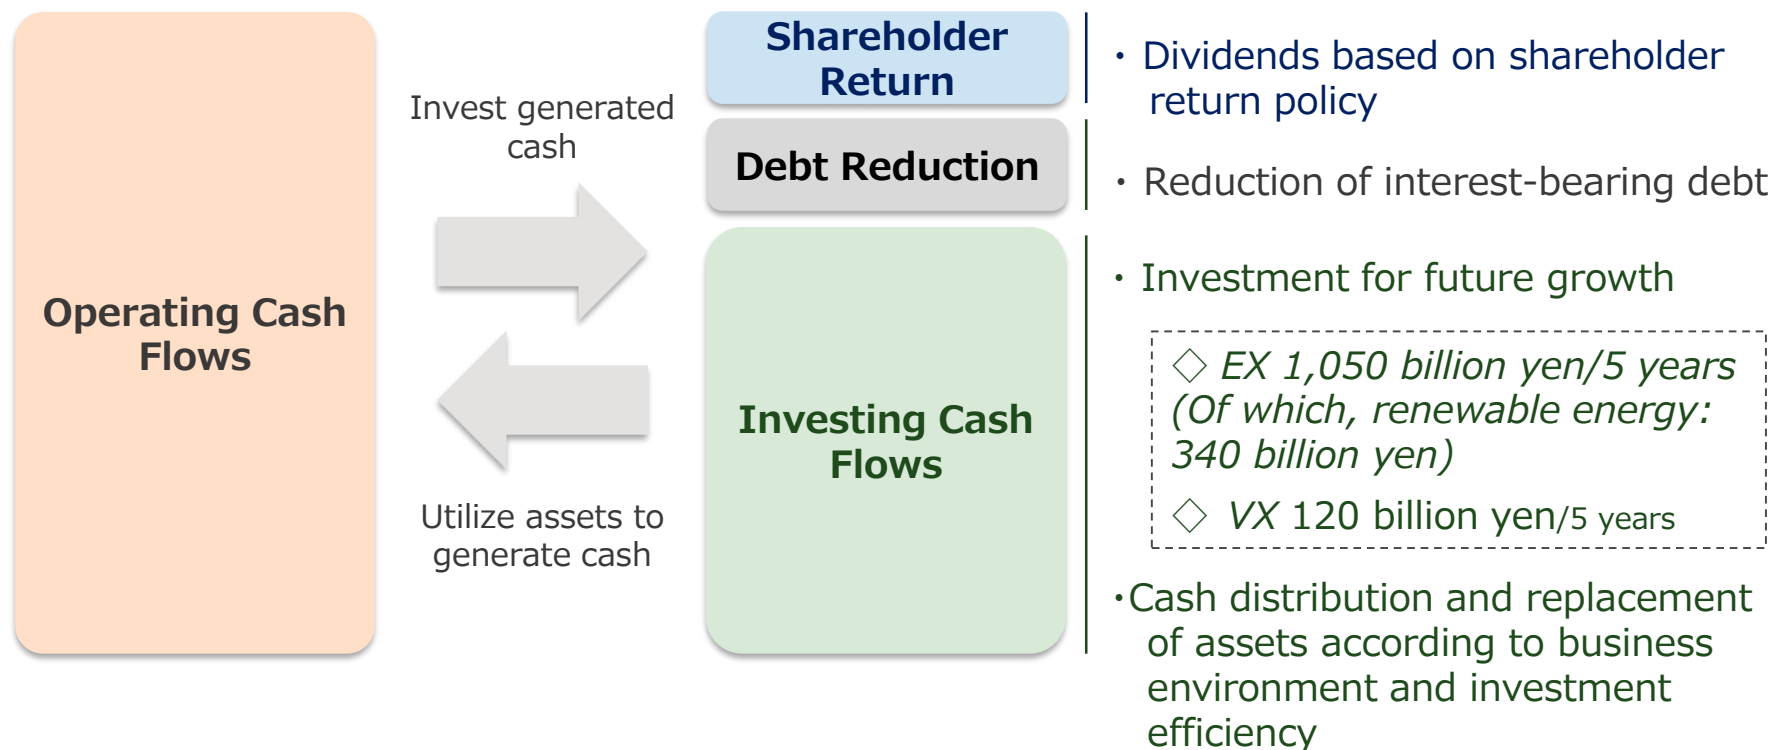 Operating Cash
Flows
Invest generated
cash
Utilize assets to
generate cash
Shareholder
Return
・ Dividends based on shareholder
return policy
Debt Reduction
・ Reduction of interest-bearing debt
Investing Cash
Flows
・ Investment for future growth
◇ EX 1,050 billion yen/5 years
(Of which, renewable energy:
340 billion yen)
◇ VX 120 billion yen/5 years
・Cash distribution and replacement
of assets according to business
environment and investment
efficiency